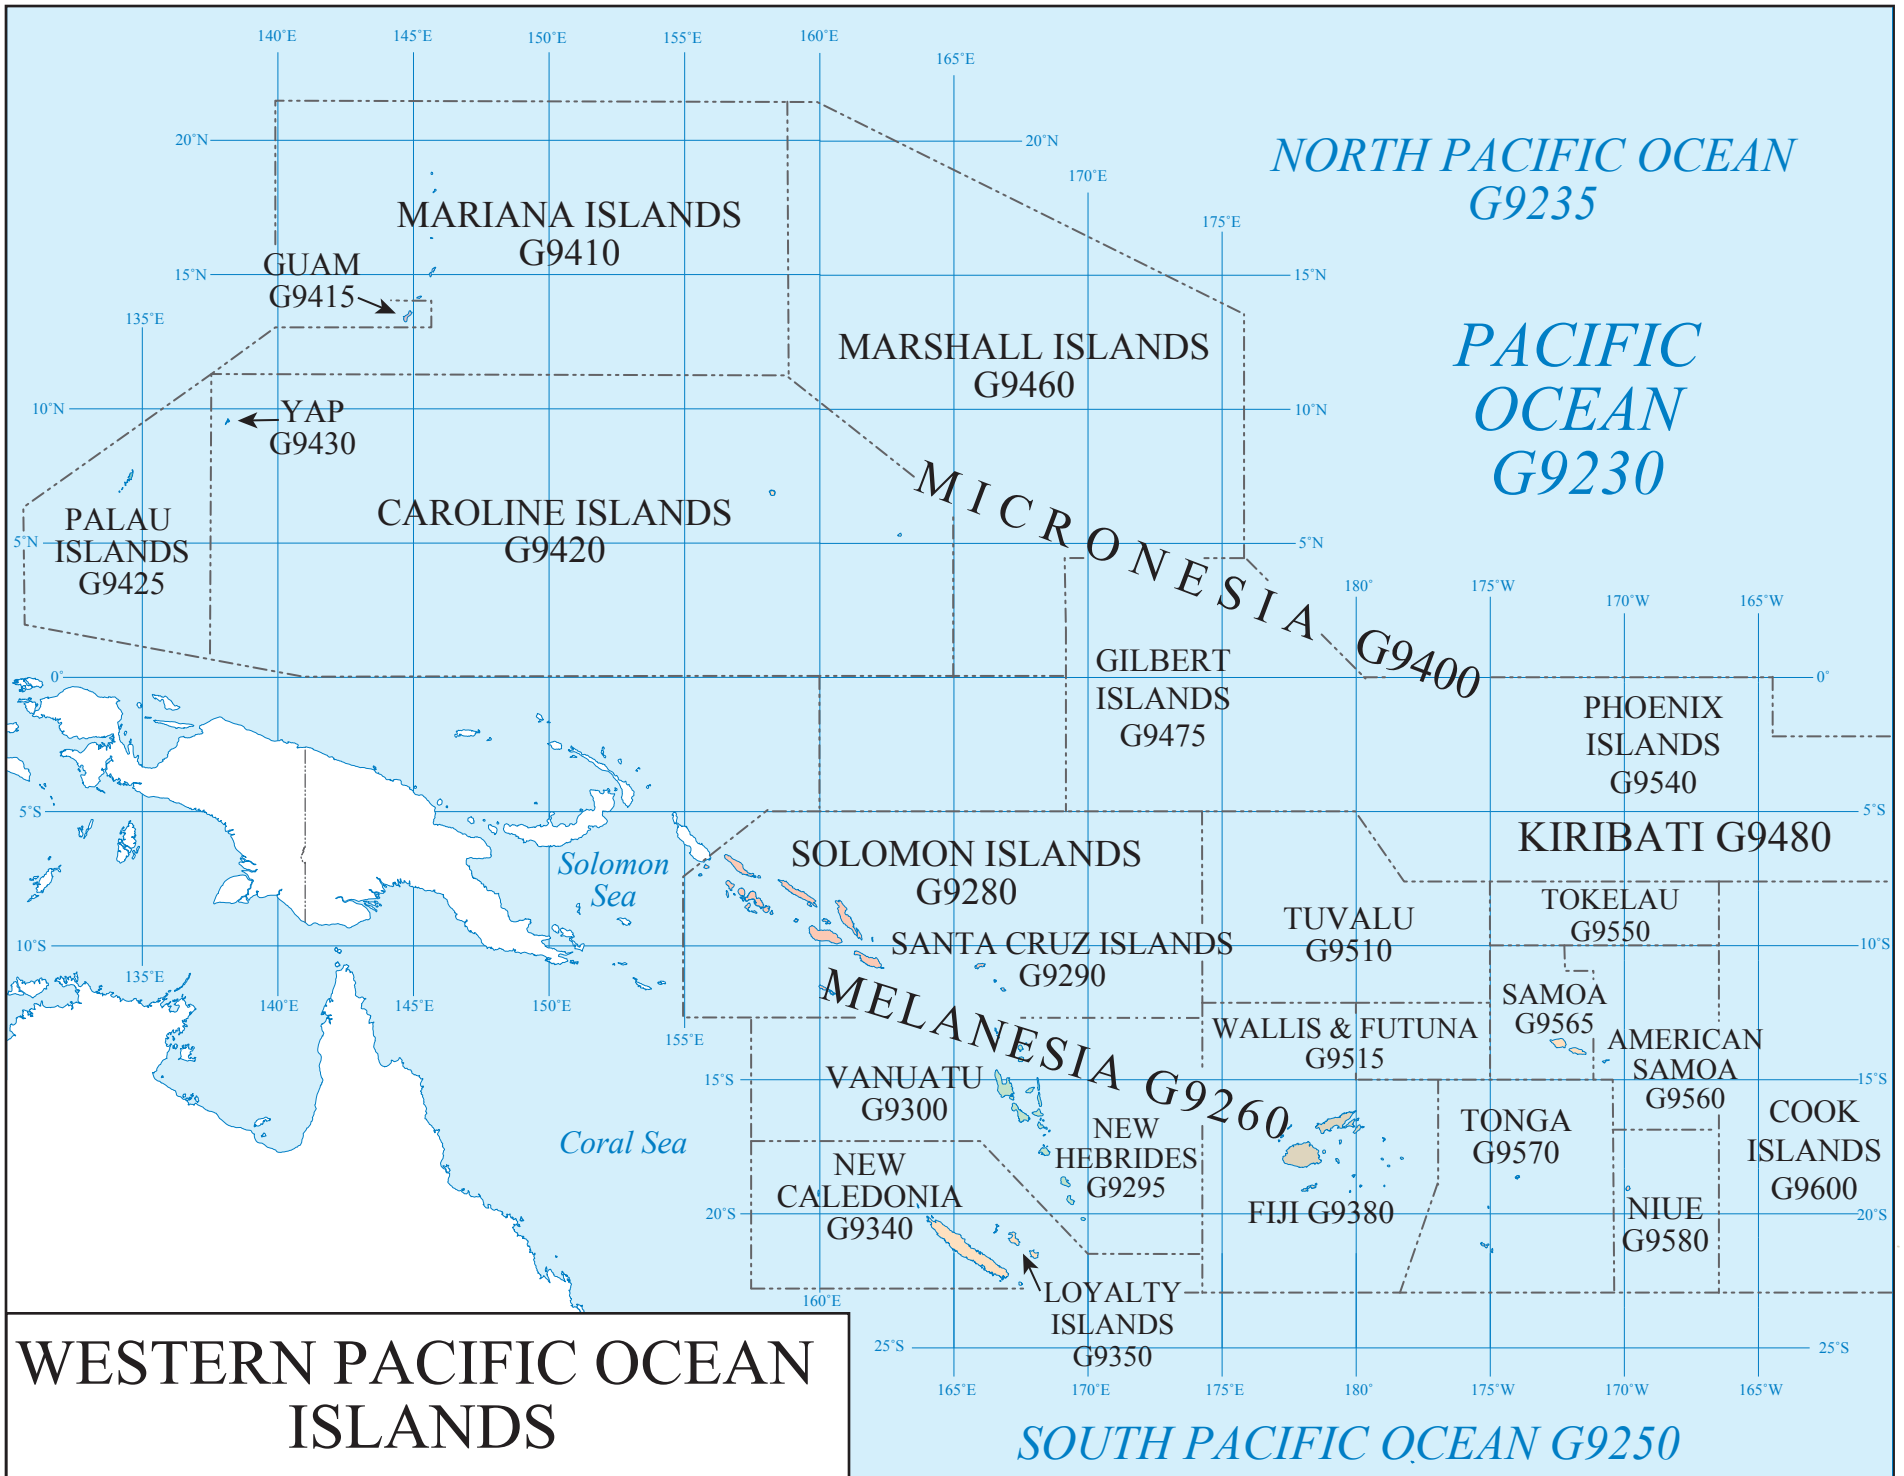 140°E 145°E 150°E 155°E 160°E
165°E
20°N 20°N
NORTH PACIFIC OCEAN
G9235
170°E
175°E
MARIANA ISLANDS
G9410
GUAM
G9415
15°N 15°N
135°E
MARSHALL ISLANDS
G9460
PACIFIC
OCEAN
G9230
10°N 10°N
YAP
G9430
MICRONESIA G9400
PALAU
ISLANDS
G9425
CAROLINE ISLANDS
G9420
5°N 5°N
180° 175°W 170°W 165°W
GILBERT
ISLANDS
G9475
0° 0°
PHOENIX
ISLANDS
G9540
5°S 5°S
KIRIBATI G9480
Solomon
Sea
SOLOMON ISLANDS
G9280
TOKELAU
G9550
TUVALU
G9510
SANTA CRUZ ISLANDS
G9290
10°S 10°S
135°E
140°E 145°E 150°E
155°E
MELANESIA G9260
SAMOA
G9565
WALLIS & FUTUNA
G9515
AMERICAN
SAMOA
G9560
15°S 15°S
VANUATU
G9300
Coral Sea
NEW
HEBRIDES
G9295
TONGA
G9570
COOK
ISLANDS
G9600
NEW
CALEDONIA
G9340
FIJI G9380
NIUE
G9580
20°S 20°S
LOYALTY
ISLANDS
G9350
160°E
25°S 25°S
165°E 170°E 175°E 180° 175°W 170°W 165°W
WESTERN PACIFIC OCEAN
ISLANDS
SOUTH PACIFIC OCEAN G9250